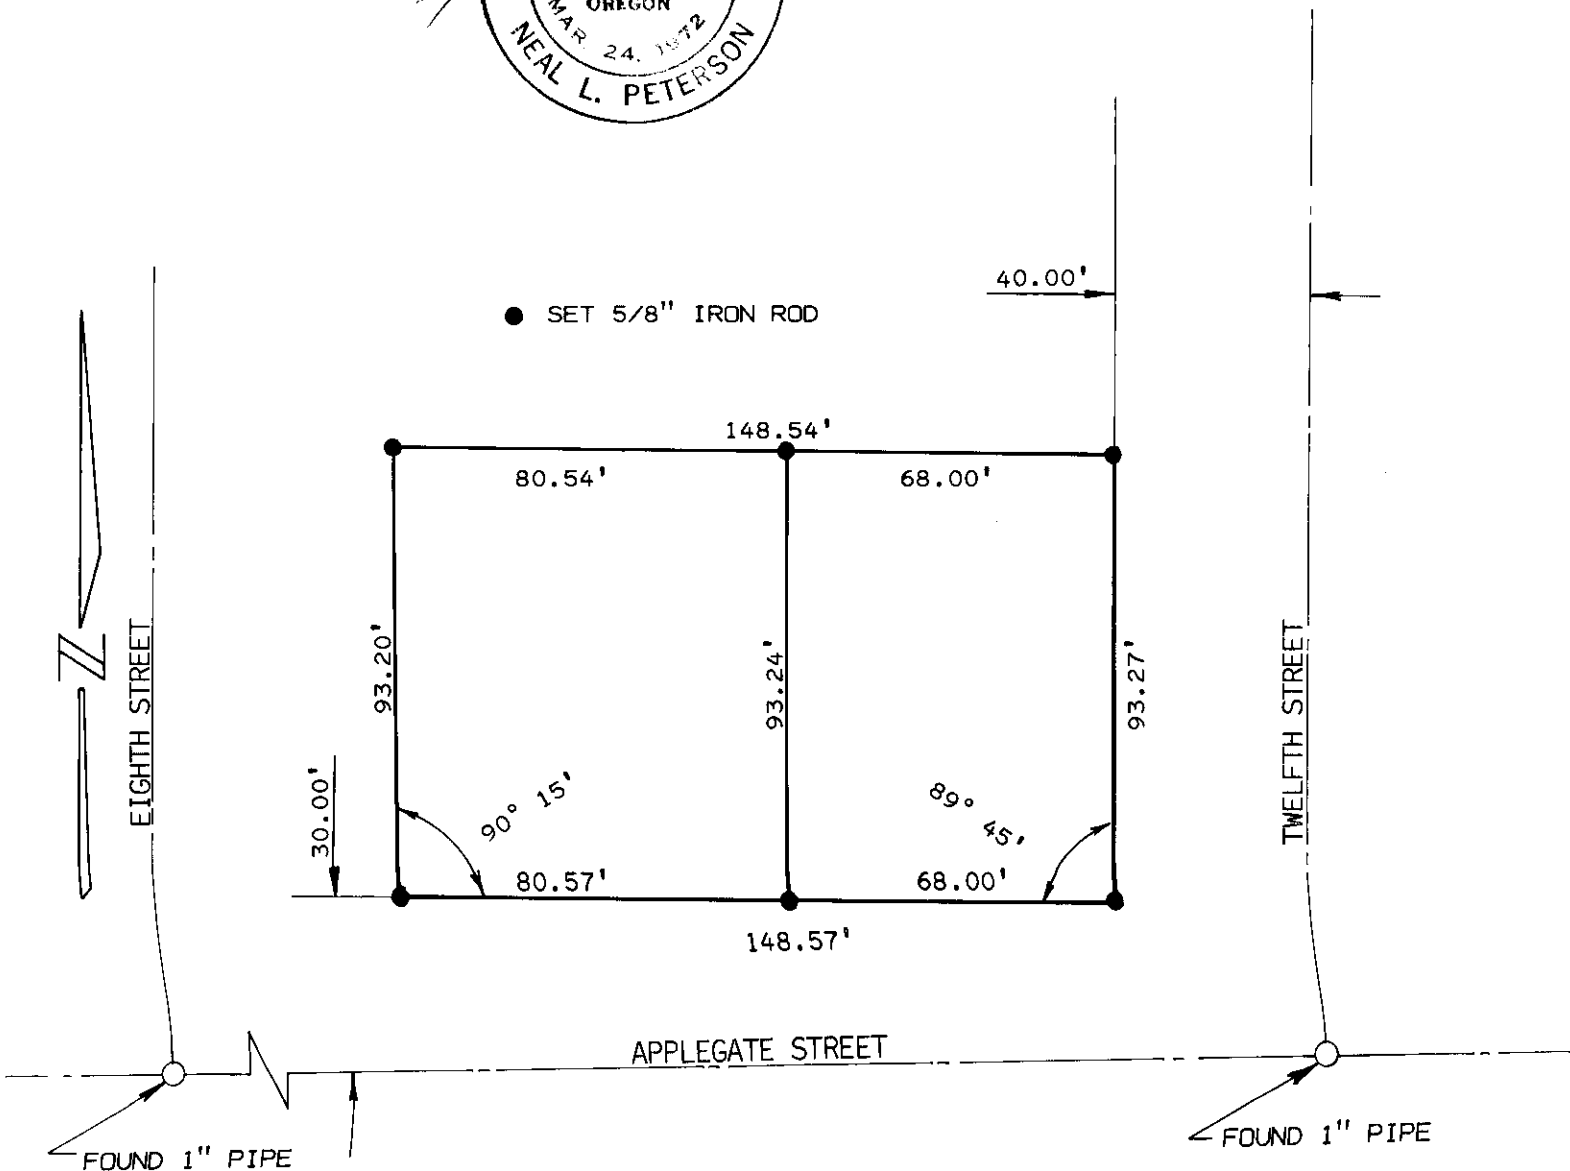 OREGON
MAR. 24, 1972
NEAL L. PETERSON
40.00'
SET 5/8" IRON ROD
148.54'
80.54' 68.00'
N
EIGHTH STREET
93.20'
93.24'
93.27'
TWELFTH STREET
30.00'
90° 15'
89° 45'
80.57' 68.00'
148.57'
APPLEGATE STREET
FOUND 1" PIPE
FOUND 1" PIPE